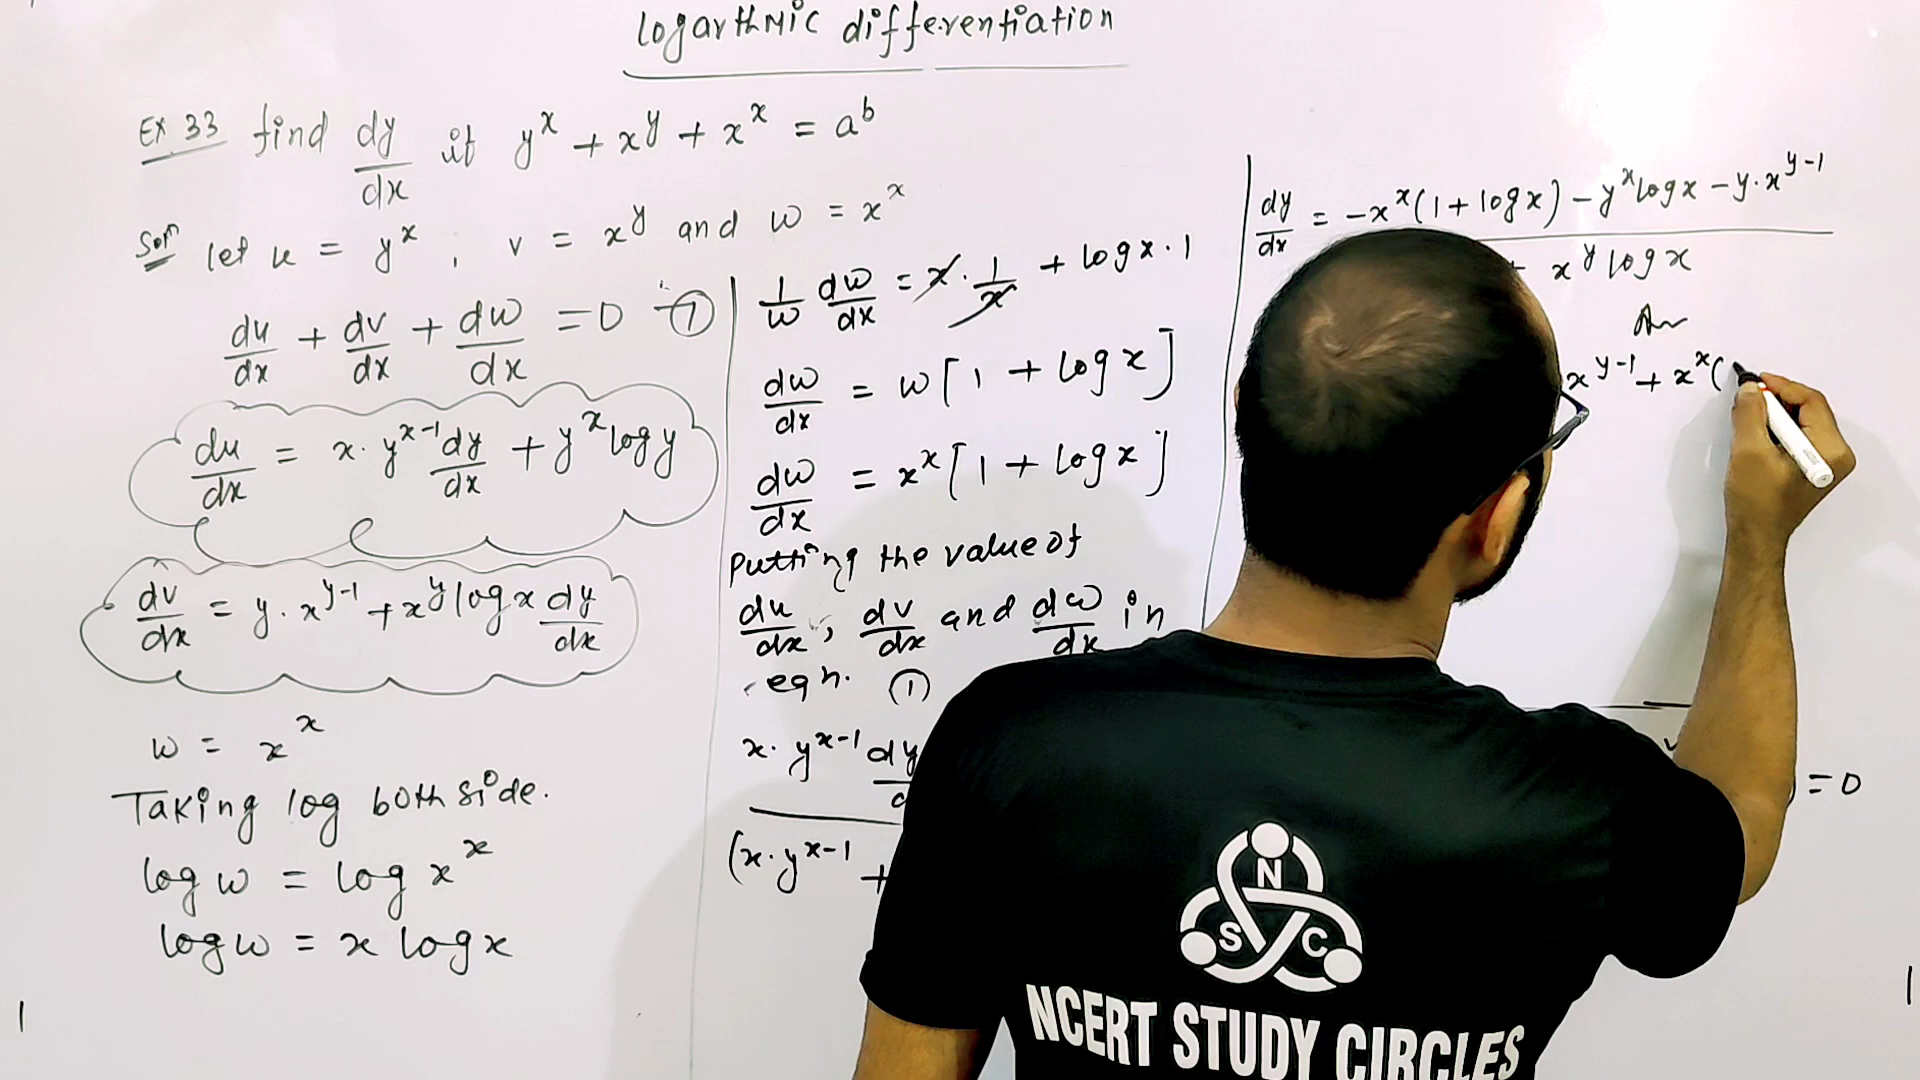 logarthmic differentiation
Ex 33 find dy/dx if y^x + x^y + x^x = a^b
Soln let u = y^x , v = x^y and w = x^x
du/dx + dv/dx + dw/dx = 0 - ①
du/dx = x. y^x-1 dy/dx + y^x log y
dv/dx = y. x^y-1 + x^y log x dy/dx
w = x^x
Taking log both side.
log w = log x^x
log w = x log x
1/w dw/dx = x. 1/x + log x . 1
dw/dx = w [ 1 + log x ]
dw/dx = x^x [ 1 + log x ]
Putting the value of
du/dx , dv/dx and dw/dx in
eqn. ①
x. y^x-1 dy
(x. y^x-1 +
dy/dx = -x^x (1 + log x) - y^x log x - y. x^y-1
x^y log x
Ans
x^y-1 + x^x (
) = 0
N
S C
NCERT STUDY CIRCLES